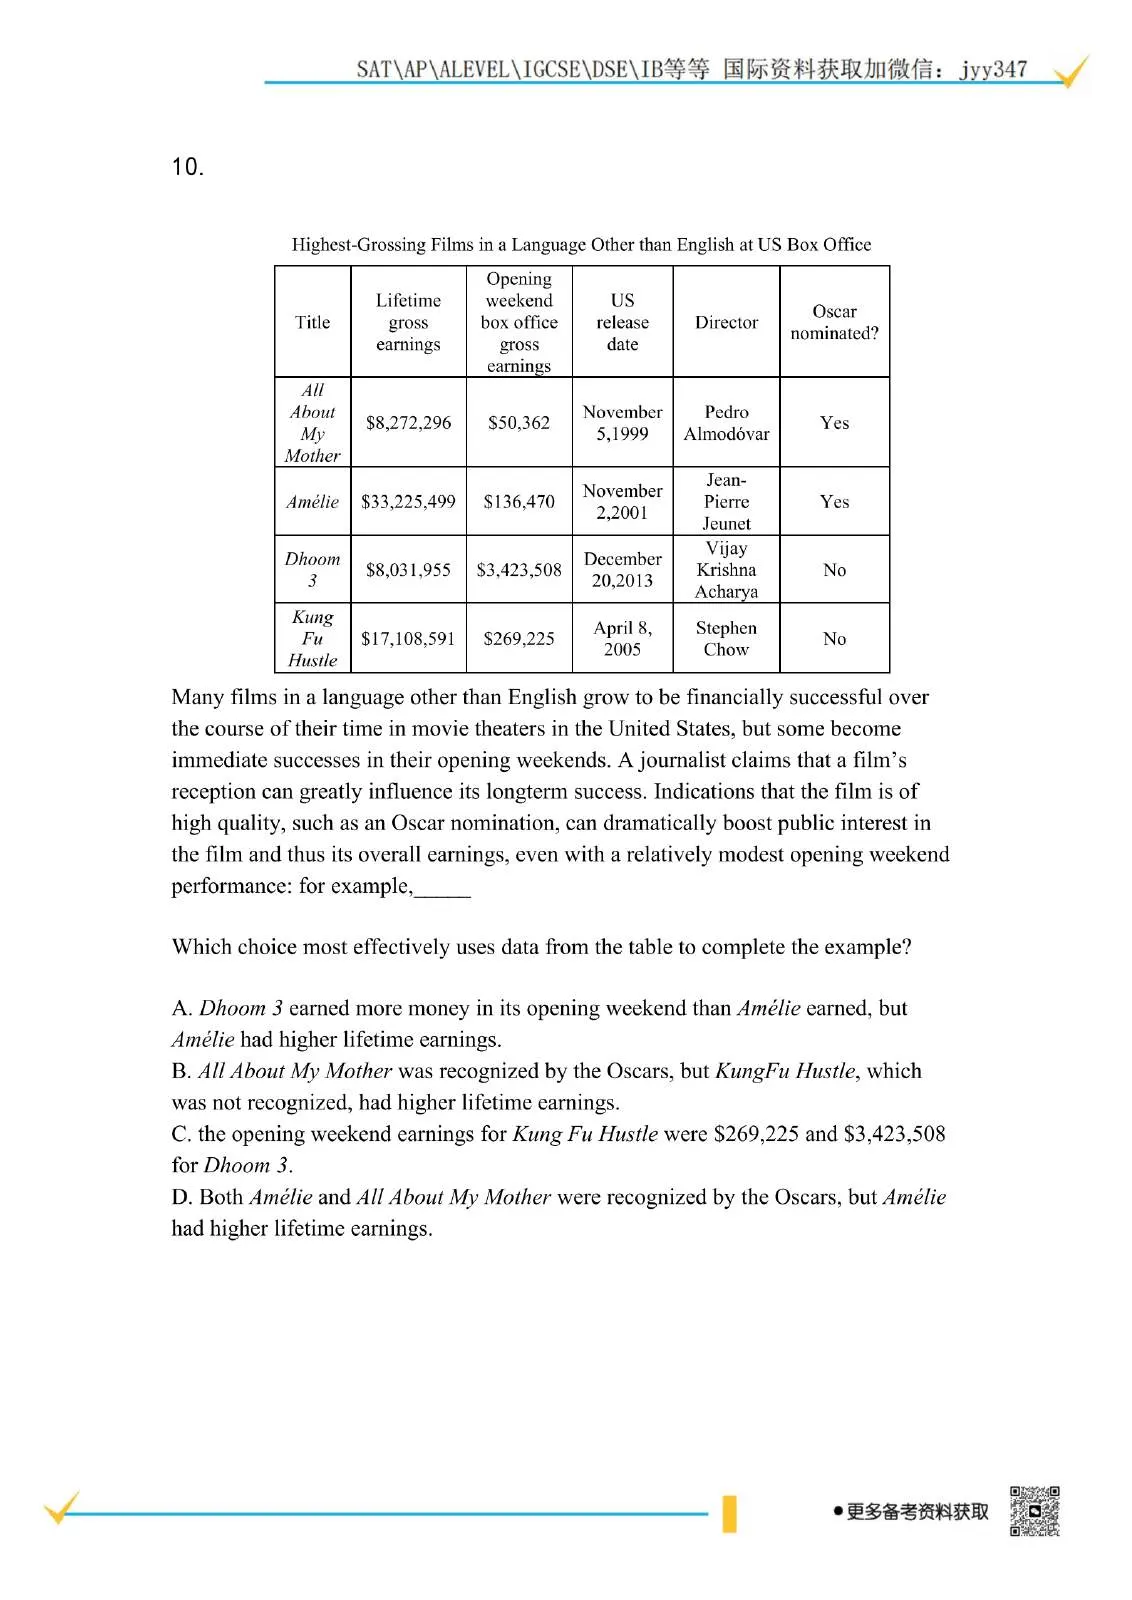 SAT\AP\ALEVEL\IGCSE\DSE\IB等等 国际资料获取加微信：jyy347
10.
Highest-Grossing Films in a Language Other than English at US Box Office
Title
Lifetime
gross
earnings
Opening
weekend
box office
gross
earnings
US
release
date
Director
Oscar
nominated?
All
About
My
Mother
$8,272,296
$50,362
November
5,1999
Pedro
Almodóvar
Yes
Amélie
$33,225,499
$136,470
November
2,2001
Jean-
Pierre
Jeunet
Yes
Dhoom
3
$8,031,955
$3,423,508
December
20,2013
Vijay
Krishna
Acharya
No
Kung
Fu
Hustle
$17,108,591
$269,225
April 8,
2005
Stephen
Chow
No
Many films in a language other than English grow to be financially successful over
the course of their time in movie theaters in the United States, but some become
immediate successes in their opening weekends. A journalist claims that a film’s
reception can greatly influence its longterm success. Indications that the film is of
high quality, such as an Oscar nomination, can dramatically boost public interest in
the film and thus its overall earnings, even with a relatively modest opening weekend
performance: for example,_____
Which choice most effectively uses data from the table to complete the example?
A. Dhoom 3 earned more money in its opening weekend than Amélie earned, but
Amélie had higher lifetime earnings.
B. All About My Mother was recognized by the Oscars, but KungFu Hustle, which
was not recognized, had higher lifetime earnings.
C. the opening weekend earnings for Kung Fu Hustle were $269,225 and $3,423,508
for Dhoom 3.
D. Both Amélie and All About My Mother were recognized by the Oscars, but Amélie
had higher lifetime earnings.
●更多备考资料获取